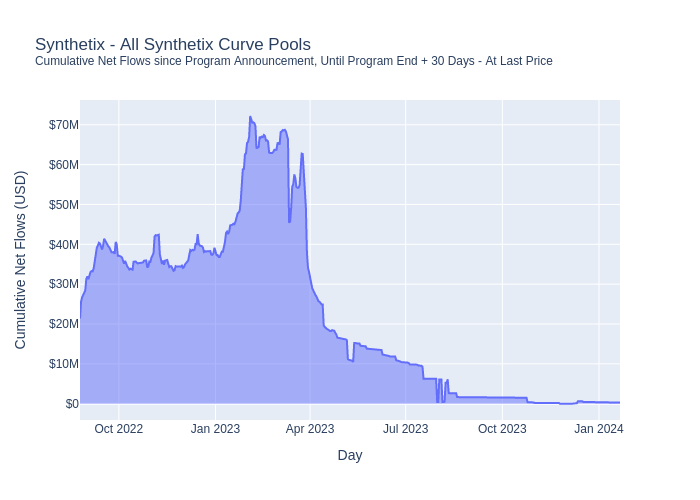 Synthetix - All Synthetix Curve Pools
Cumulative Net Flows since Program Announcement, Until Program End + 30 Days - At Last Price
$70M
$60M
$50M
$40M
$30M
$20M
$10M
$0
Cumulative Net Flows (USD)
Oct 2022
Jan 2023
Apr 2023
Jul 2023
Oct 2023
Jan 2024
Day